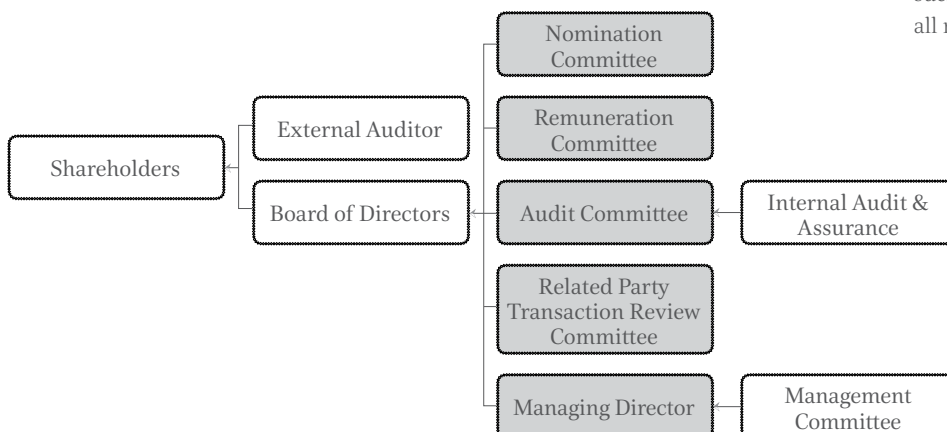 all
Nomination
Committee
External Auditor
Remuneration
Committee
Shareholders
Board of Directors
Audit Committee
Internal Audit &
Assurance
Related Party
Transaction Review
Committee
Managing Director
Management
Committee